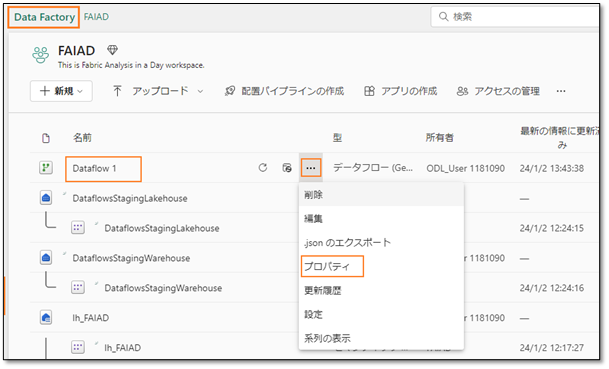 Data Factory FAIAD 検索
FAIAD
This is Fabric Analysis in a Day workspace.
新規 アップロード 配置パイプラインの作成 アプリの作成 アクセスの管理 ...
名前 型 所有者 最新の情報に更新済み
Dataflow 1 ... データフロー (Ge... ODL_User 1181090 24/1/2 13:43:38
削除
DataflowsStagingLakehouse 1181090 —
編集
DataflowsStagingLakehouse 24/1/2 12:24:15
.json のエクスポート
DataflowsStagingWarehouse プロパティ 1181090 —
DataflowsStagingWarehouse 更新履歴 24/1/2 12:24:16
lh_FAIAD 設定 1181090 —
系列の表示
lh_FAIAD 24/1/2 12:17:27